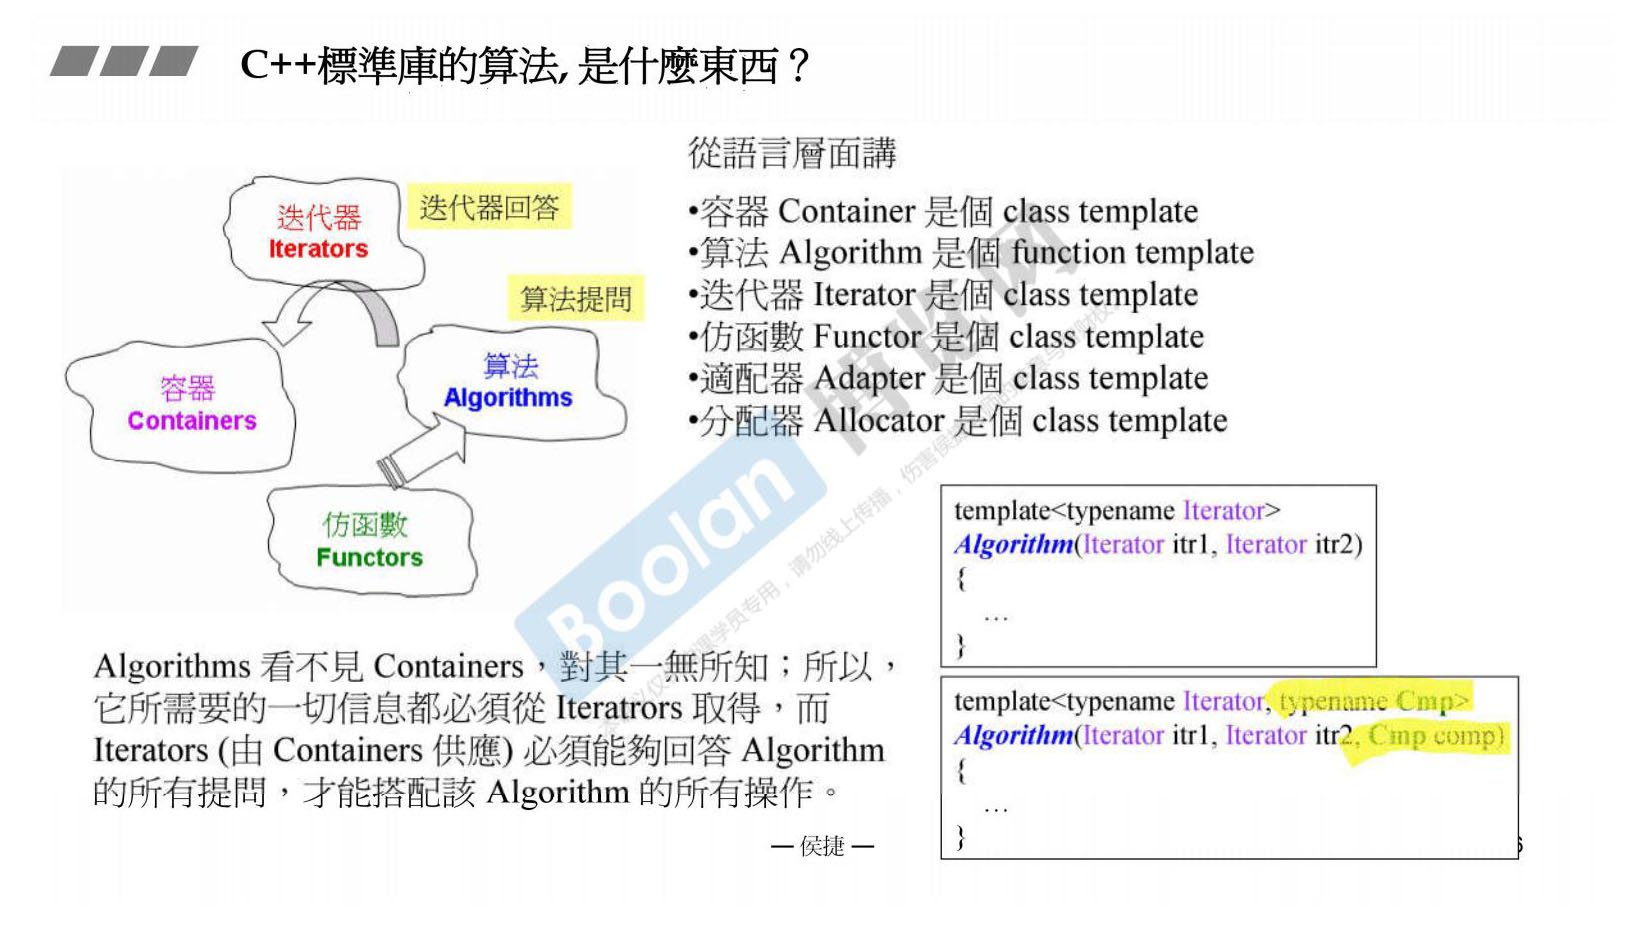 C++標準庫的算法, 是什麼東西？
迭代器
Iterators
迭代器回答
算法提問
算法
Algorithms
容器
Containers
仿函數
Functors
從語言層面講
•容器 Container 是個 class template
•算法 Algorithm 是個 function template
•迭代器 Iterator 是個 class template
•仿函數 Functor 是個 class template
•適配器 Adapter 是個 class template
•分配器 Allocator 是個 class template
template<typename Iterator>
Algorithm(Iterator itr1, Iterator itr2)
{
...
}
template<typename Iterator, typename Cmp>
Algorithm(Iterator itr1, Iterator itr2, Cmp comp)
{
...
}
Algorithms 看不見 Containers，對其一無所知；所以，
它所需要的一切信息都必須從 Iteratrors 取得，而
Iterators (由 Containers 供應) 必須能夠回答 Algorithm
的所有提問，才能搭配該 Algorithm 的所有操作。
— 侯捷 —
Boolan
博览网